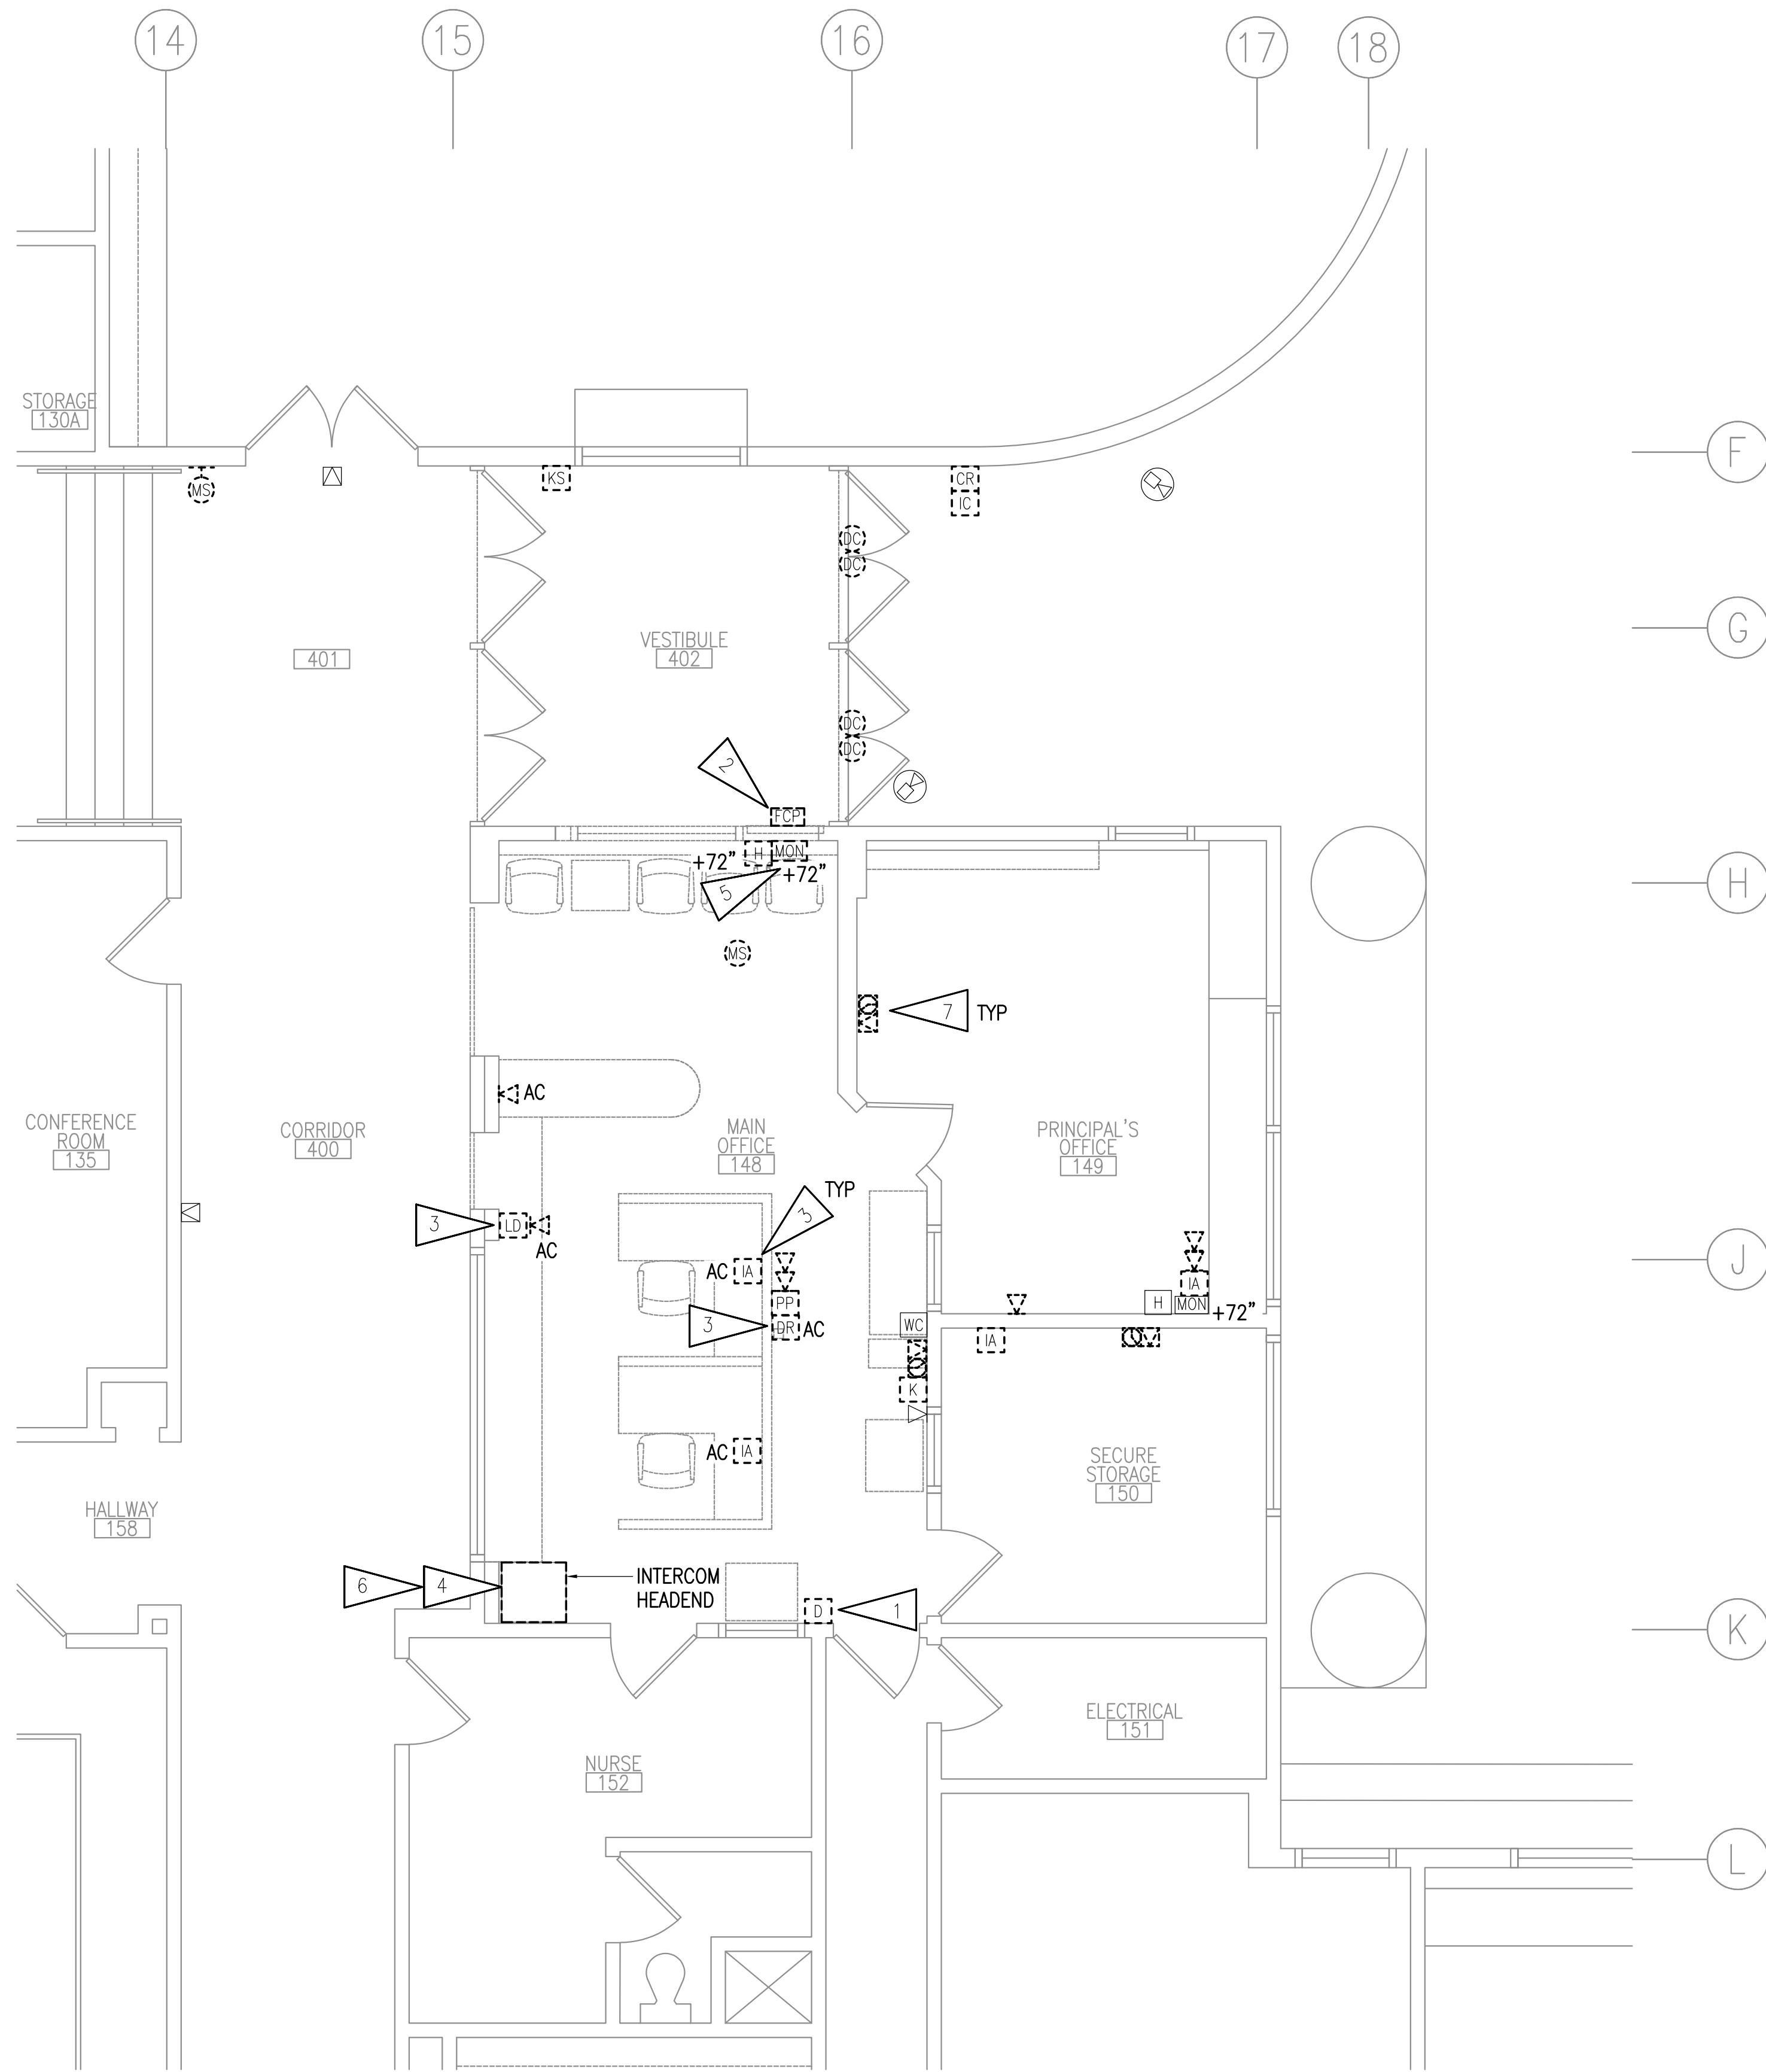 14
15
16
17
18
STORAGE
130A
F
MS
KS
CR
IC
DC
DC
G
401
VESTIBULE
402
DC
DC
2
FCP
H
MON
+72"
+72"
5
H
MS
7
TYP
AC
CONFERENCE
ROOM
135
CORRIDOR
400
MAIN
OFFICE
148
PRINCIPAL'S
OFFICE
149
3
TYP
3
LD
AC
J
AC
IA
IA
PP
H
MON
+72"
3
DR
AC
WC
IA
K
AC
IA
SECURE
STORAGE
150
HALLWAY
158
6
4
INTERCOM
HEADEND
D
1
K
ELECTRICAL
151
NURSE
152
L